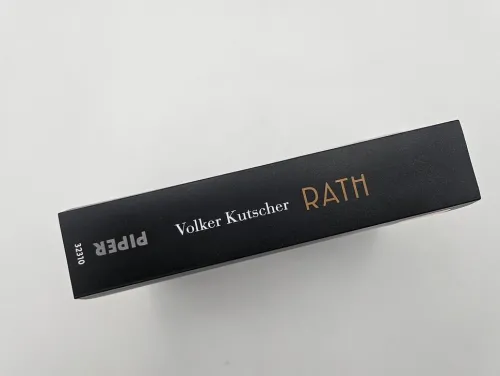 Volker Kutscher RATH
PIPER
32310